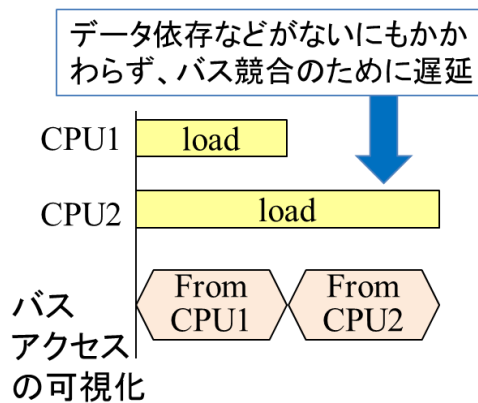 データ依存などがないにもかか
わらず、バス競合のために遅延
CPU1
load
CPU2
load
バス
アクセス
の可視化
From
CPU1
From
CPU2